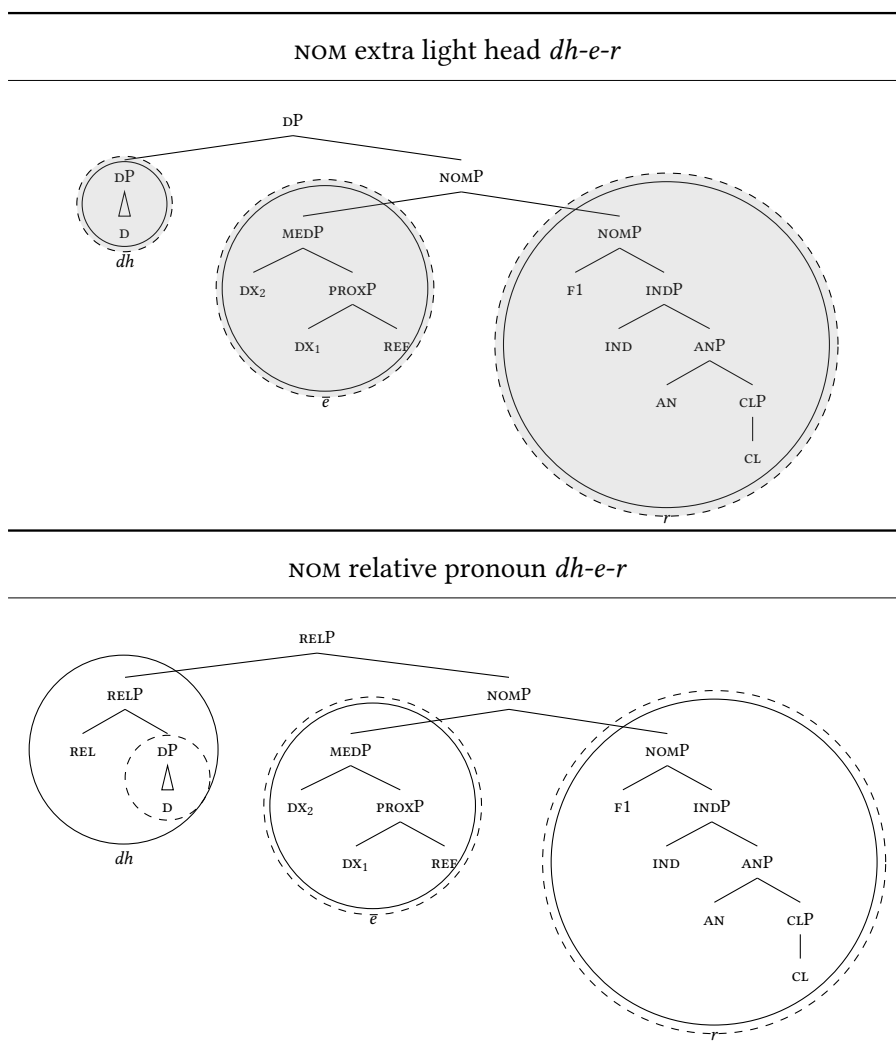 NOM extra light head dh-e-r
DP
DP NOMP
D MEDP NOMP
dh
DX₂ PROXP F1 INDP
DX₁ REF IND ANP
e AN CLP
CL
r
NOM relative pronoun dh-e-r
RELP
RELP NOMP
REL DP MEDP NOMP
D DX₂ PROXP F1 INDP
dh DX₁ REF IND ANP
e AN CLP
CL
r